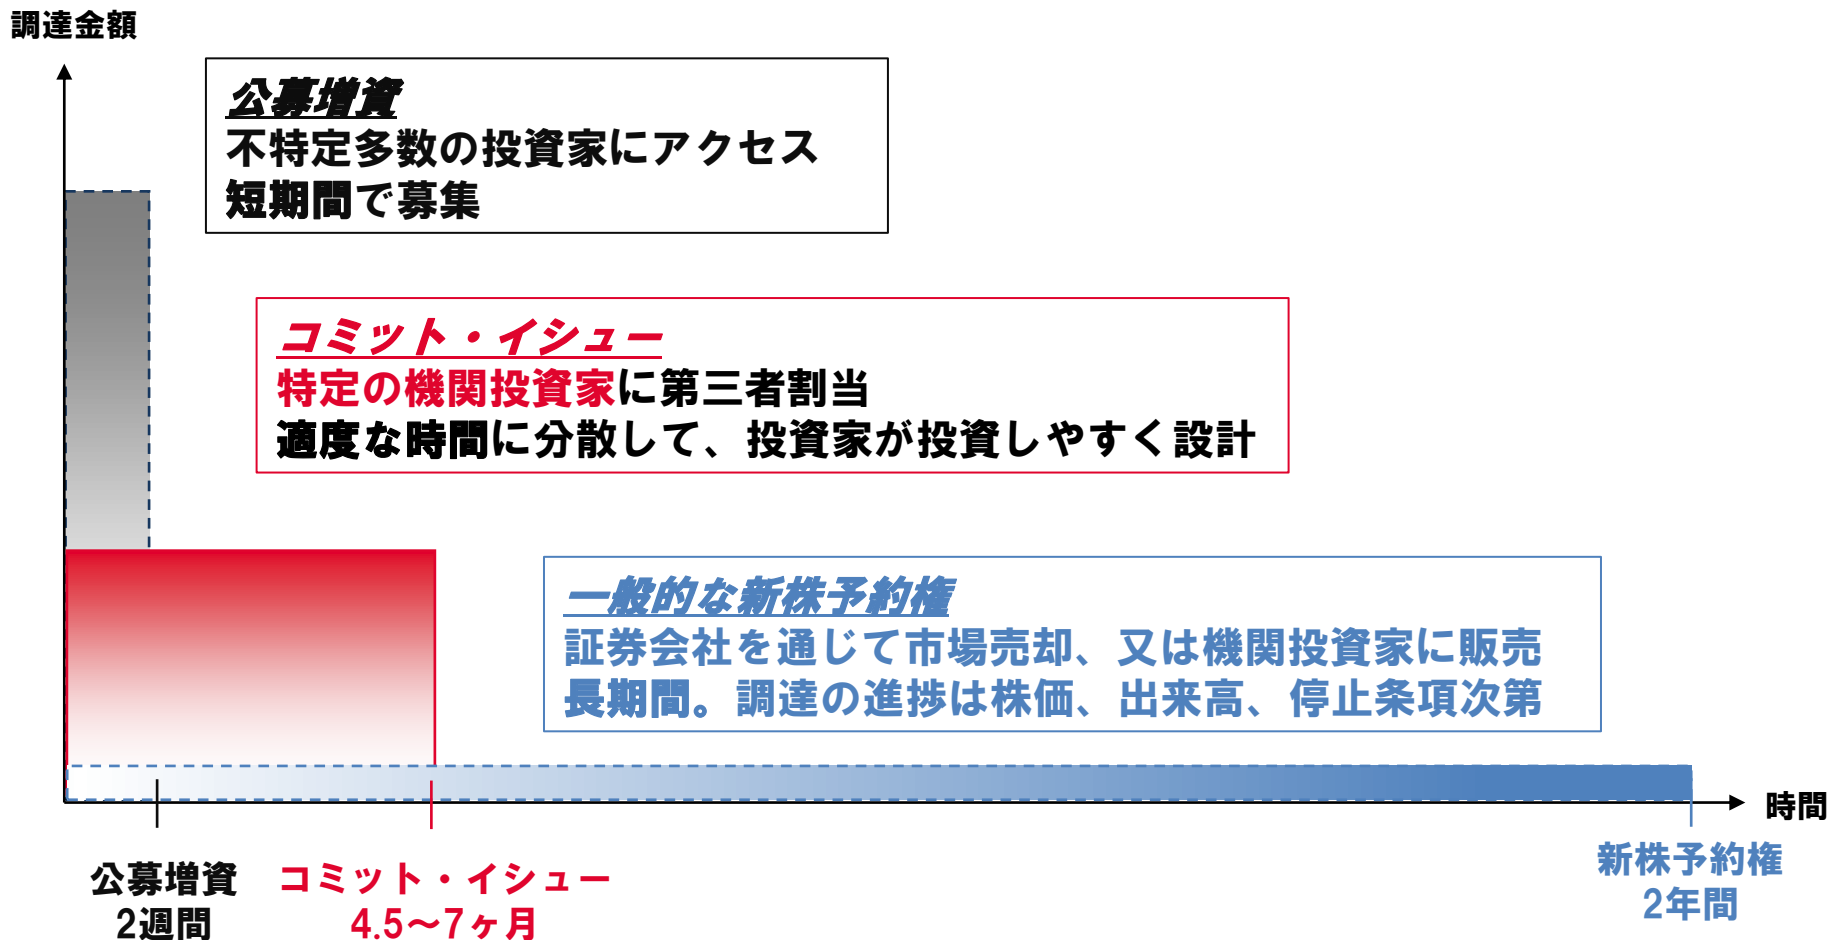 調達金額
公募増資
不特定多数の投資家にアクセス
短期間で募集
コミット・イシュー
特定の機関投資家に第三者割当
適度な時間に分散して、投資家が投資しやすく設計
一般的な新株予約権
証券会社を通じて市場売却、又は機関投資家に販売
長期間。調達の進捗は株価、出来高、停止条項次第
時間
公募増資
2週間
コミット・イシュー
4.5～7ヶ月
新株予約権
2年間